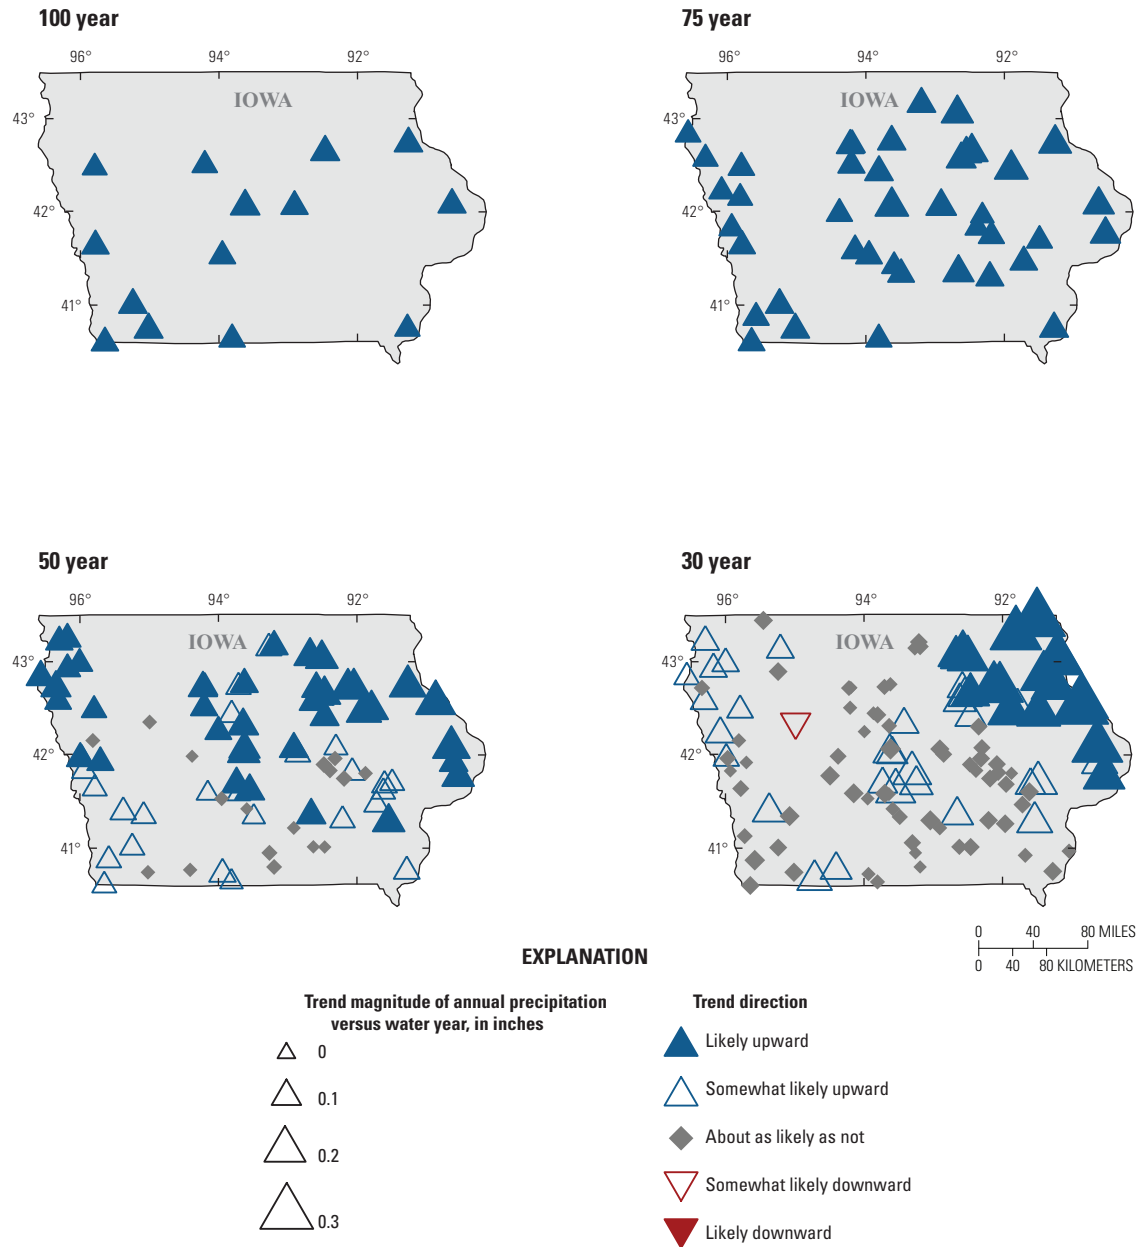 100 year
75 year
96° 94° 92°
96° 94° 92°
IOWA
IOWA
43°
43°
42°
42°
41°
41°
50 year
30 year
96° 94° 92°
96° 94° 92°
IOWA
IOWA
43°
43°
42°
42°
41°
41°
0 40 80 MILES
0 40 80 KILOMETERS
EXPLANATION
Trend magnitude of annual precipitation
versus water year, in inches
0
0.1
0.2
0.3
Trend direction
Likely upward
Somewhat likely upward
About as likely as not
Somewhat likely downward
Likely downward